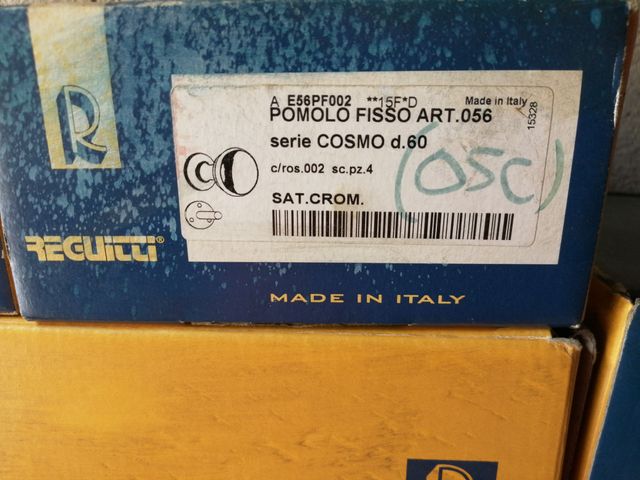 R
A E56PF002 **15F*D Made in Italy
POMOLO FISSO ART.056
serie COSMO d.60
c/ros.002 sc.pz.4
SAT.CROM.
15328
(OSC)
REGUITTI®
MADE IN ITALY
R